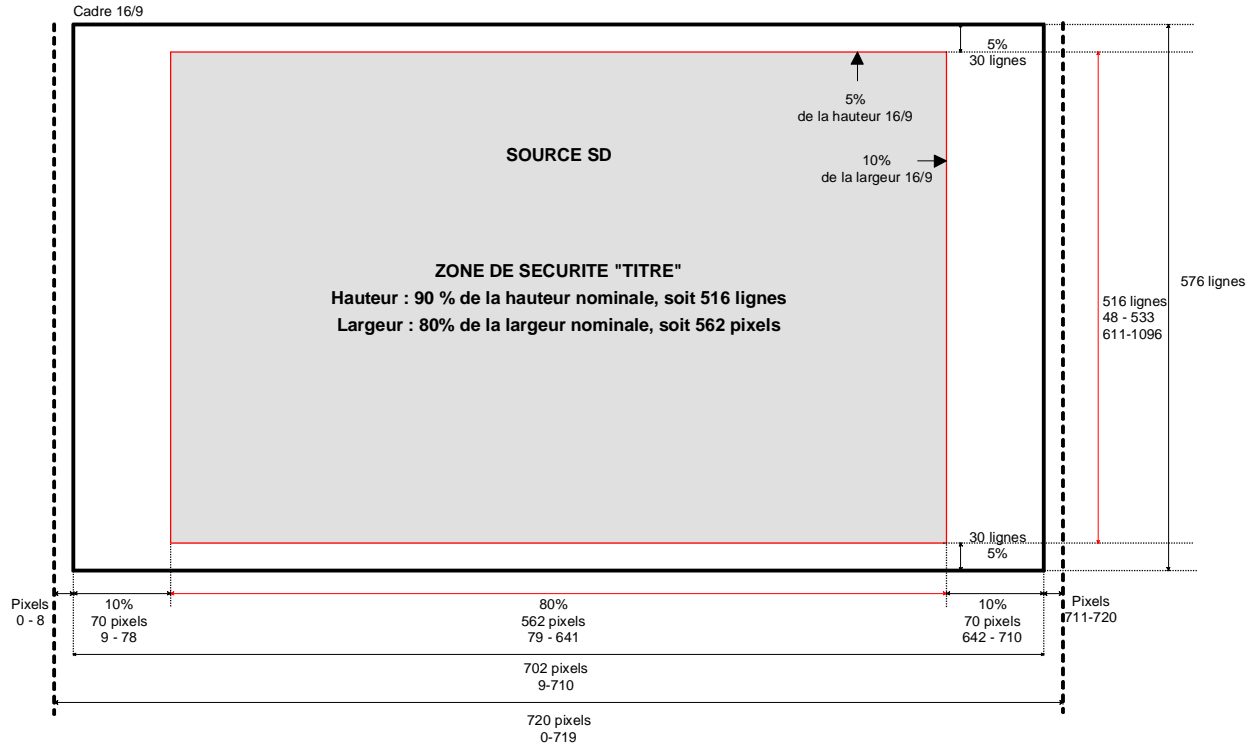 Cadre 16/9
5%
30 lignes
5%
de la hauteur 16/9
SOURCE SD
10%
de la largeur 16/9
ZONE DE SECURITE "TITRE"
Hauteur : 90 % de la hauteur nominale, soit 516 lignes
Largeur : 80% de la largeur nominale, soit 562 pixels
576 lignes
516 lignes
48 - 533
611-1096
30 lignes
5%
Pixels
0 - 8
10%
70 pixels
9 - 78
80%
562 pixels
79 - 641
10%
70 pixels
642 - 710
Pixels
711-720
702 pixels
9-710
720 pixels
0-719